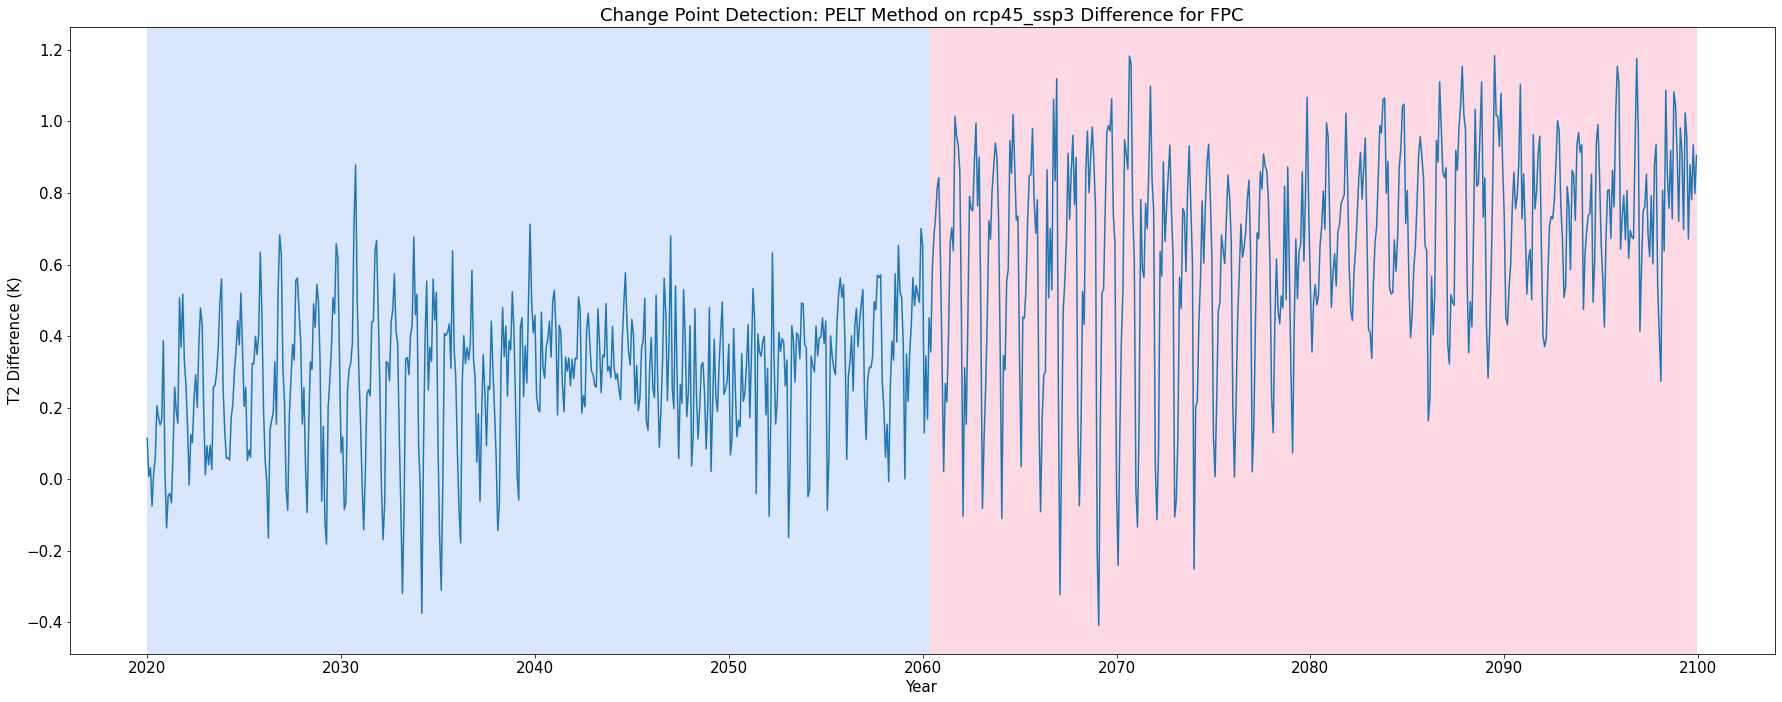 Change Point Detection: PELT Method on rcp45_ssp3 Difference for FPC
T2 Difference (K)
1.2
1.0
0.8
0.6
0.4
0.2
0.0
−0.2
−0.4
2020 2030 2040 2050 2060 2070 2080 2090 2100
Year